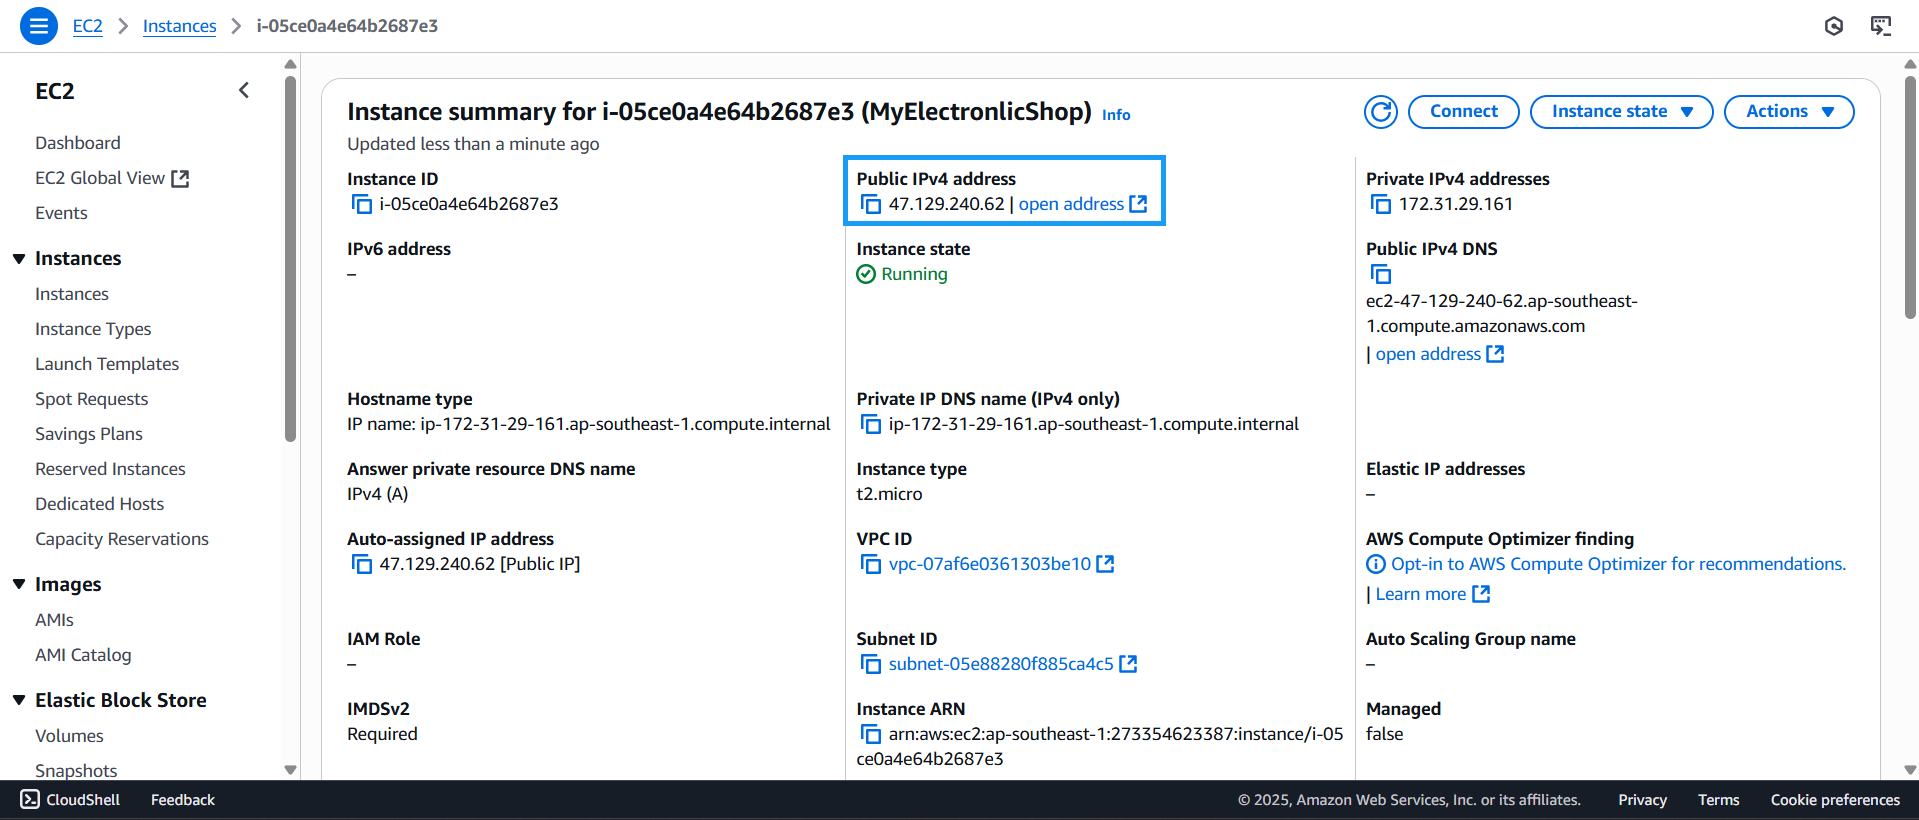 EC2 > Instances > i-05ce0a4e64b2687e3
EC2
Dashboard
EC2 Global View
Events
Instances
Instances
Instance Types
Launch Templates
Spot Requests
Savings Plans
Reserved Instances
Dedicated Hosts
Capacity Reservations
Images
AMIs
AMI Catalog
Elastic Block Store
Volumes
Snapshots
Instance summary for i-05ce0a4e64b2687e3 (MyElectronlicShop) Info
Updated less than a minute ago
Connect
Instance state
Actions
Instance ID
i-05ce0a4e64b2687e3
Public IPv4 address
47.129.240.62 | open address
Private IPv4 addresses
172.31.29.161
IPv6 address
–
Instance state
Running
Public IPv4 DNS
ec2-47-129-240-62.ap-southeast-
1.compute.amazonaws.com
| open address
Hostname type
IP name: ip-172-31-29-161.ap-southeast-1.compute.internal
Private IP DNS name (IPv4 only)
ip-172-31-29-161.ap-southeast-1.compute.internal
Answer private resource DNS name
IPv4 (A)
Instance type
t2.micro
Elastic IP addresses
–
Auto-assigned IP address
47.129.240.62 [Public IP]
VPC ID
vpc-07af6e0361303be10
AWS Compute Optimizer finding
Opt-in to AWS Compute Optimizer for recommendations.
| Learn more
IAM Role
–
Subnet ID
subnet-05e88280f885ca4c5
Auto Scaling Group name
–
IMDSv2
Required
Instance ARN
arn:aws:ec2:ap-southeast-1:273354623387:instance/i-05
ce0a4e64b2687e3
Managed
false
CloudShell Feedback
© 2025, Amazon Web Services, Inc. or its affiliates. Privacy Terms Cookie preferences